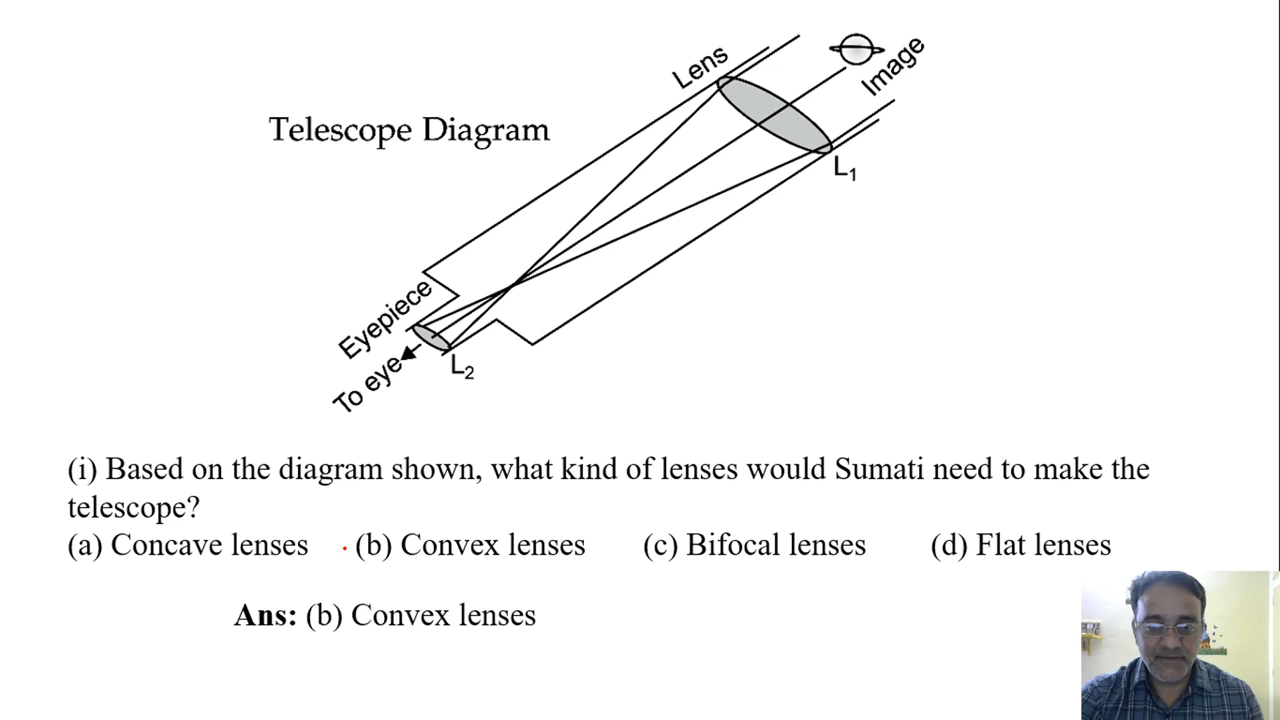 Lens
Image
Telescope Diagram
L1
Eyepiece
To eye
L2
(i) Based on the diagram shown, what kind of lenses would Sumati need to make the
telescope?
(a) Concave lenses (b) Convex lenses (c) Bifocal lenses (d) Flat lenses
Ans: (b) Convex lenses